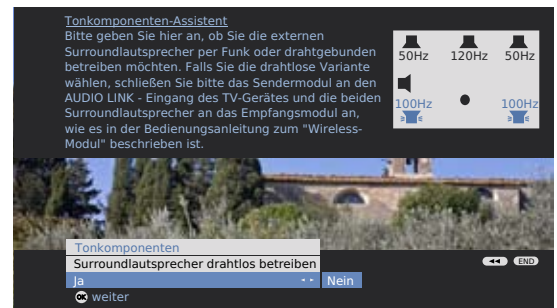 Tonkomponenten-Assistent
Bitte geben Sie hier an, ob Sie die externen
Surroundlautsprecher per Funk oder drahtgebunden
betreiben möchten. Falls Sie die drahtlose Variante
wählen, schließen Sie bitte das Sendermodul an den
AUDIO LINK - Eingang des TV-Gerätes und die beiden
Surroundlautsprecher an das Empfangsmodul an,
wie es in der Bedienungsanleitung zum "Wireless-
Modul" beschrieben ist.
50Hz 120Hz 50Hz
100Hz 100Hz
Tonkomponenten
Surroundlautsprecher drahtlos betreiben
Ja Nein
OK weiter
END